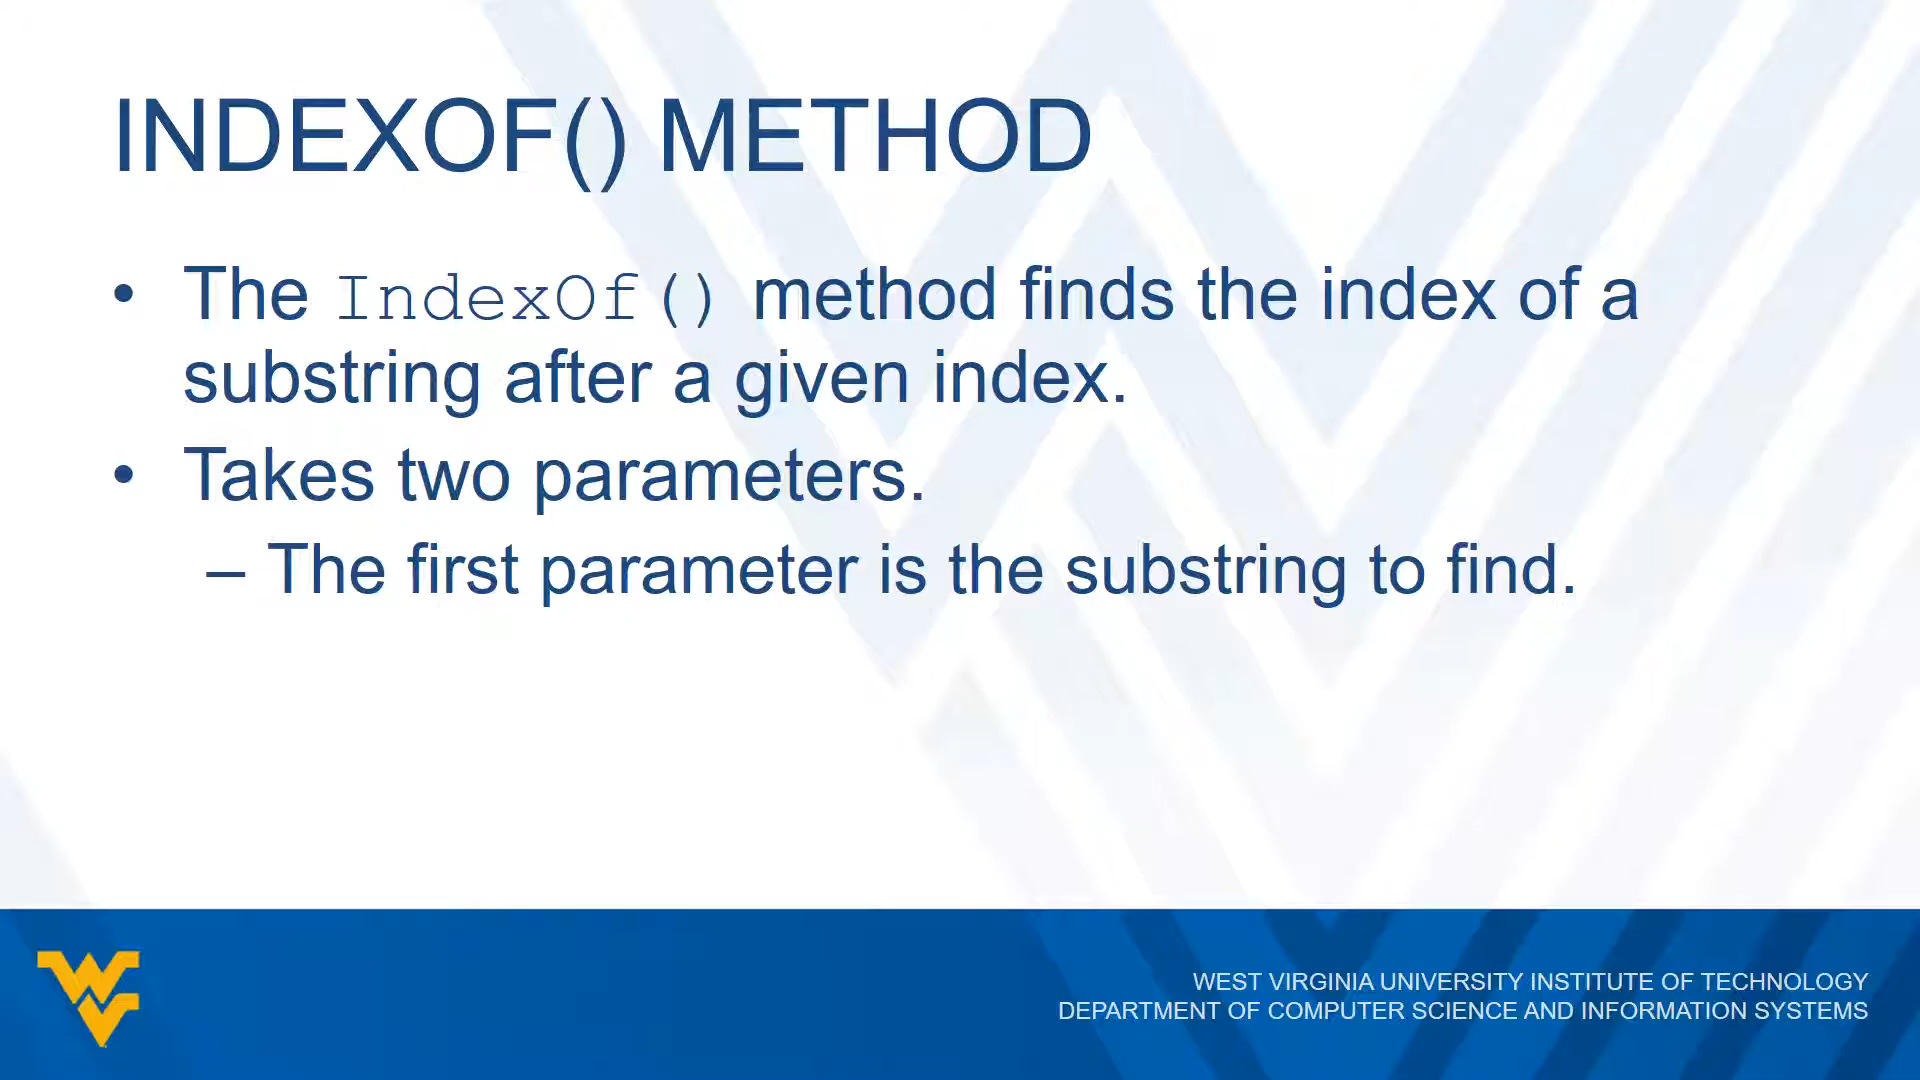 INDEXOF() METHOD
• The IndexOf() method finds the index of a
substring after a given index.
• Takes two parameters.
– The first parameter is the substring to find.
WEST VIRGINIA UNIVERSITY INSTITUTE OF TECHNOLOGY
DEPARTMENT OF COMPUTER SCIENCE AND INFORMATION SYSTEMS